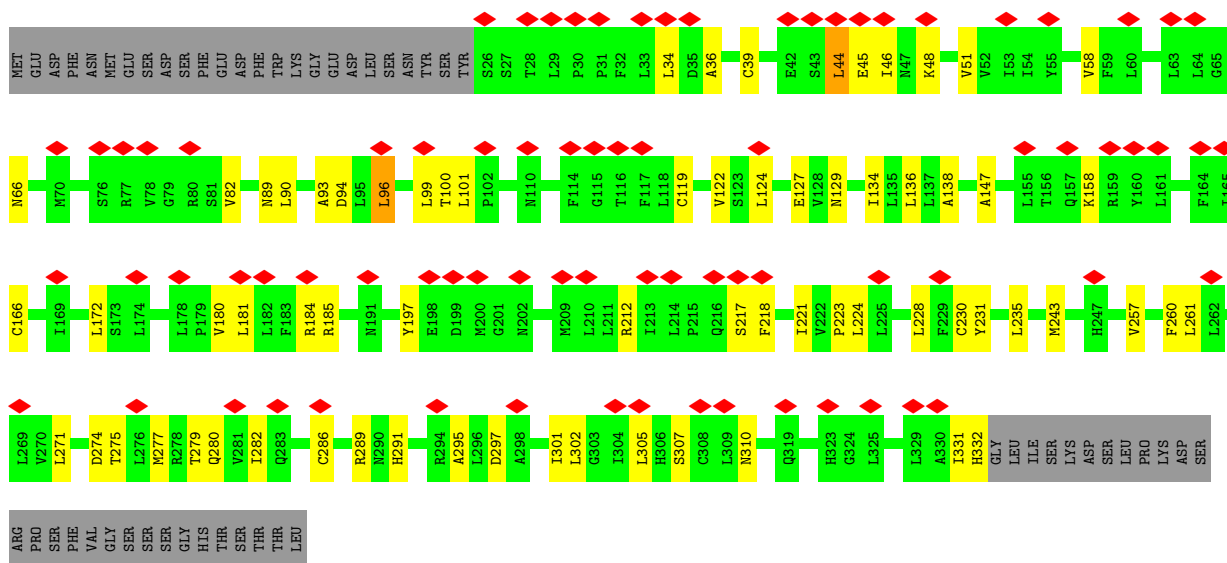 MET GLU ASP PHE ASN MET GLU SER ASP SER PHE GLU ASP PHE TRP LYS GLY GLU ASP LEU SER ASN TYR SER TYR S26 S27 T28 L29 P30 P31 F32 L33 L34 D35 A36 C39 E42 S43 L44 E45 I46 N47 K48 V51 V52 I53 I54 Y55 V58 F59 L60 L63 L64 G65
N66 M70 S76 R77 V78 G79 R80 S81 V82 N89 L90 A93 D94 L95 L96 L99 T100 L101 P102 N110 F114 G115 T116 F117 L118 C119 V122 S123 L124 E127 V128 N129 I134 L135 L136 L137 A138 A147 L155 T156 Q157 K158 R159 Y160 L161 F164 I165
C166 I169 L172 S173 L174 L178 P179 V180 L181 L182 F183 R184 R185 N191 Y197 E198 D199 M200 G201 N202 M209 L210 L211 R212 I213 L214 P215 Q216 S217 F218 I221 V222 P223 L224 L225 L228 F229 C230 Y231 L235 M243 H247 V257 F260 L261 L262
L269 V270 L271 D274 T275 L276 M277 R278 T279 Q280 V281 I282 Q283 C286 R289 N290 H291 R294 A295 L296 D297 A298 I301 L302 G303 I304 L305 H306 S307 C308 L309 N310 Q319 H323 G324 L325 L329 A330 I331 H332 GLY LEU ILE SER LYS ASP SER LEU PRO LYS ASP SER
ARG PRO SER PHE VAL GLY SER SER SER GLY HIS THR SER THR THR LEU